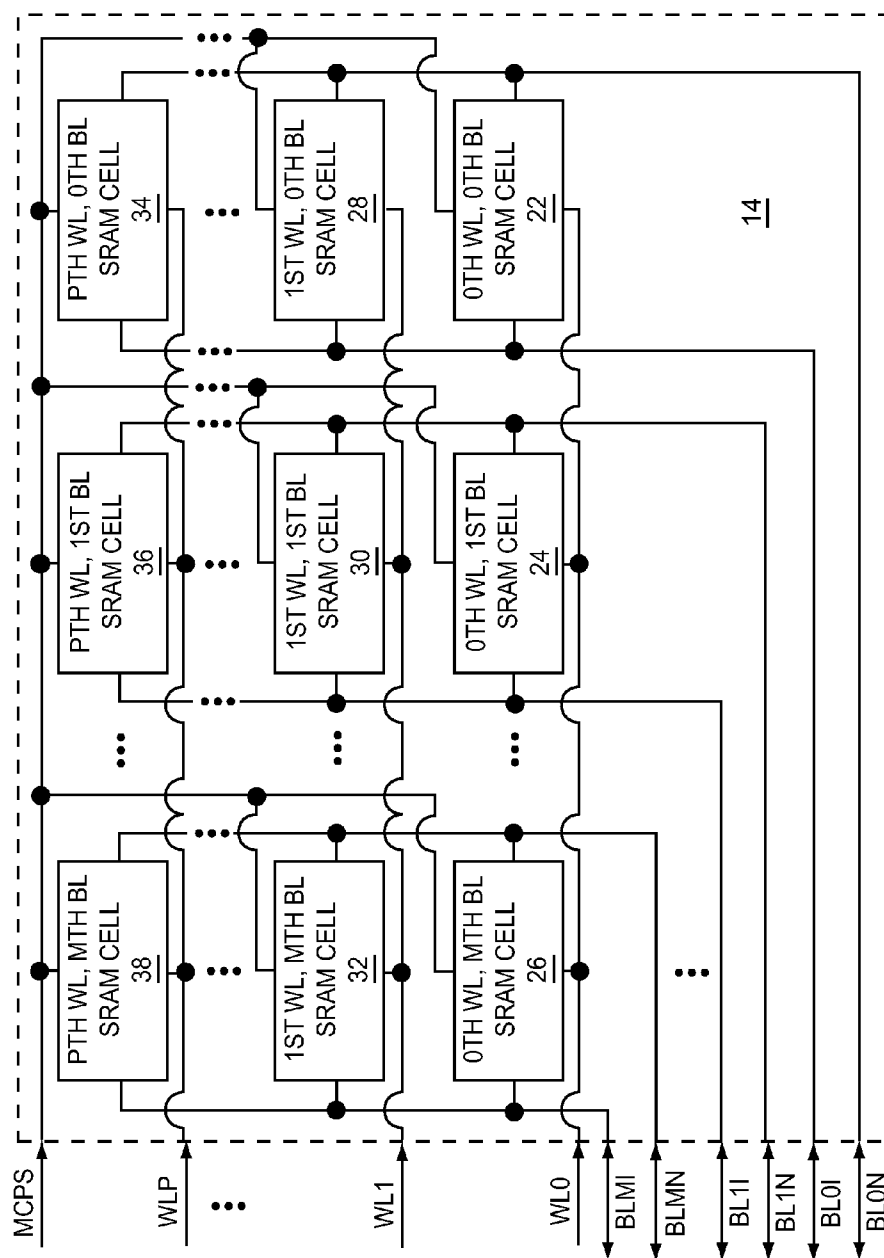 MCPS
PTH WL, MTH BL
SRAM CELL
38
PTH WL, 1ST BL
SRAM CELL
36
PTH WL, 0TH BL
SRAM CELL
34
WLP
1ST WL, MTH BL
SRAM CELL
32
1ST WL, 1ST BL
SRAM CELL
30
1ST WL, 0TH BL
SRAM CELL
28
WL1
0TH WL, MTH BL
SRAM CELL
26
0TH WL, 1ST BL
SRAM CELL
24
0TH WL, 0TH BL
SRAM CELL
22
WL0
BLMI
BLMN
BL1I
BL1N
BL0I
BL0N
14